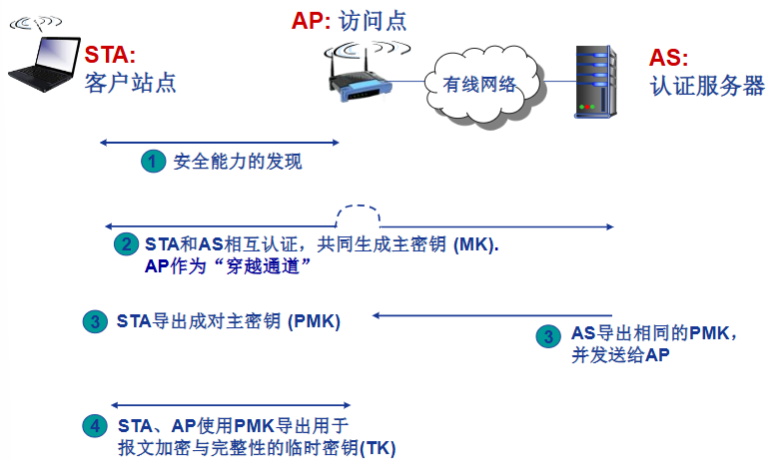 STA:
客户站点
AP: 访问点
有线网络
AS:
认证服务器
1 安全能力的发现
2 STA和AS相互认证，共同生成主密钥 (MK).
AP作为“穿越通道”
3 STA导出成对主密钥 (PMK)
3 AS导出相同的PMK，
并发送给AP
4 STA、AP使用PMK导出用于
报文加密与完整性的临时密钥(TK)